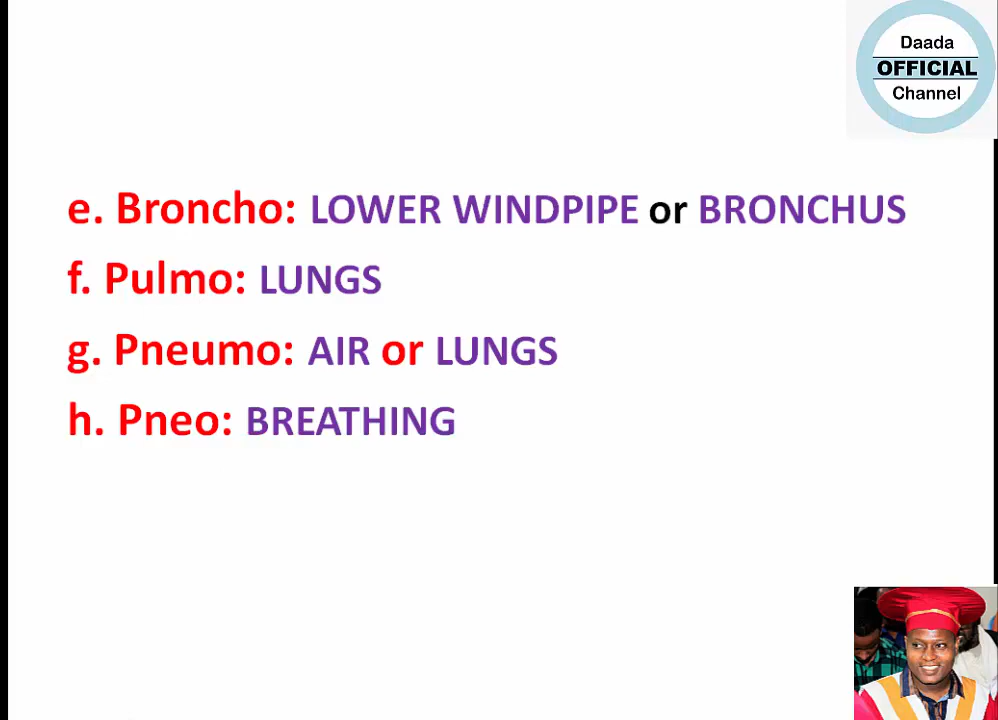 Daada
OFFICIAL
Channel
e. Broncho: LOWER WINDPIPE or BRONCHUS
f. Pulmo: LUNGS
g. Pneumo: AIR or LUNGS
h. Pneo: BREATHING